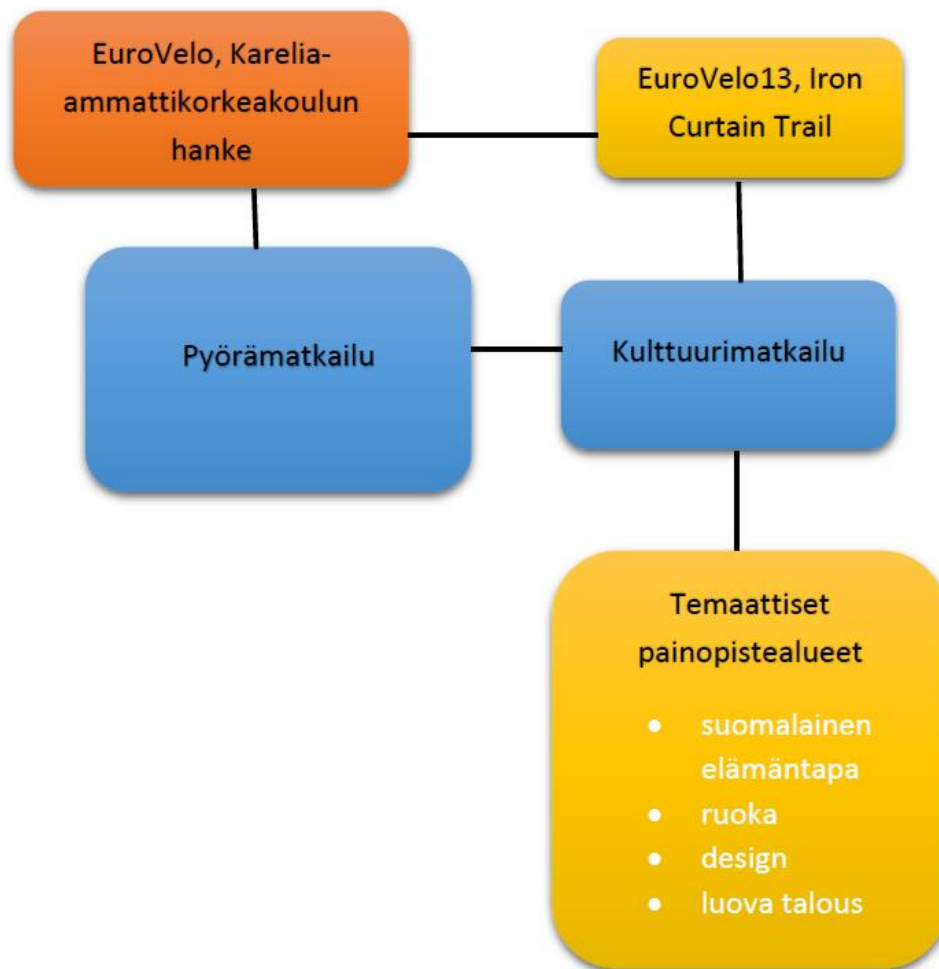 EuroVelo, Karelia-
ammattikorkeakoulun
hanke
EuroVelo13, Iron
Curtain Trail
Pyörämatkailu
Kulttuurimatkailu
Temaattiset
painopistealueet
• suomalainen
elämäntapa
• ruoka
• design
• luova talous